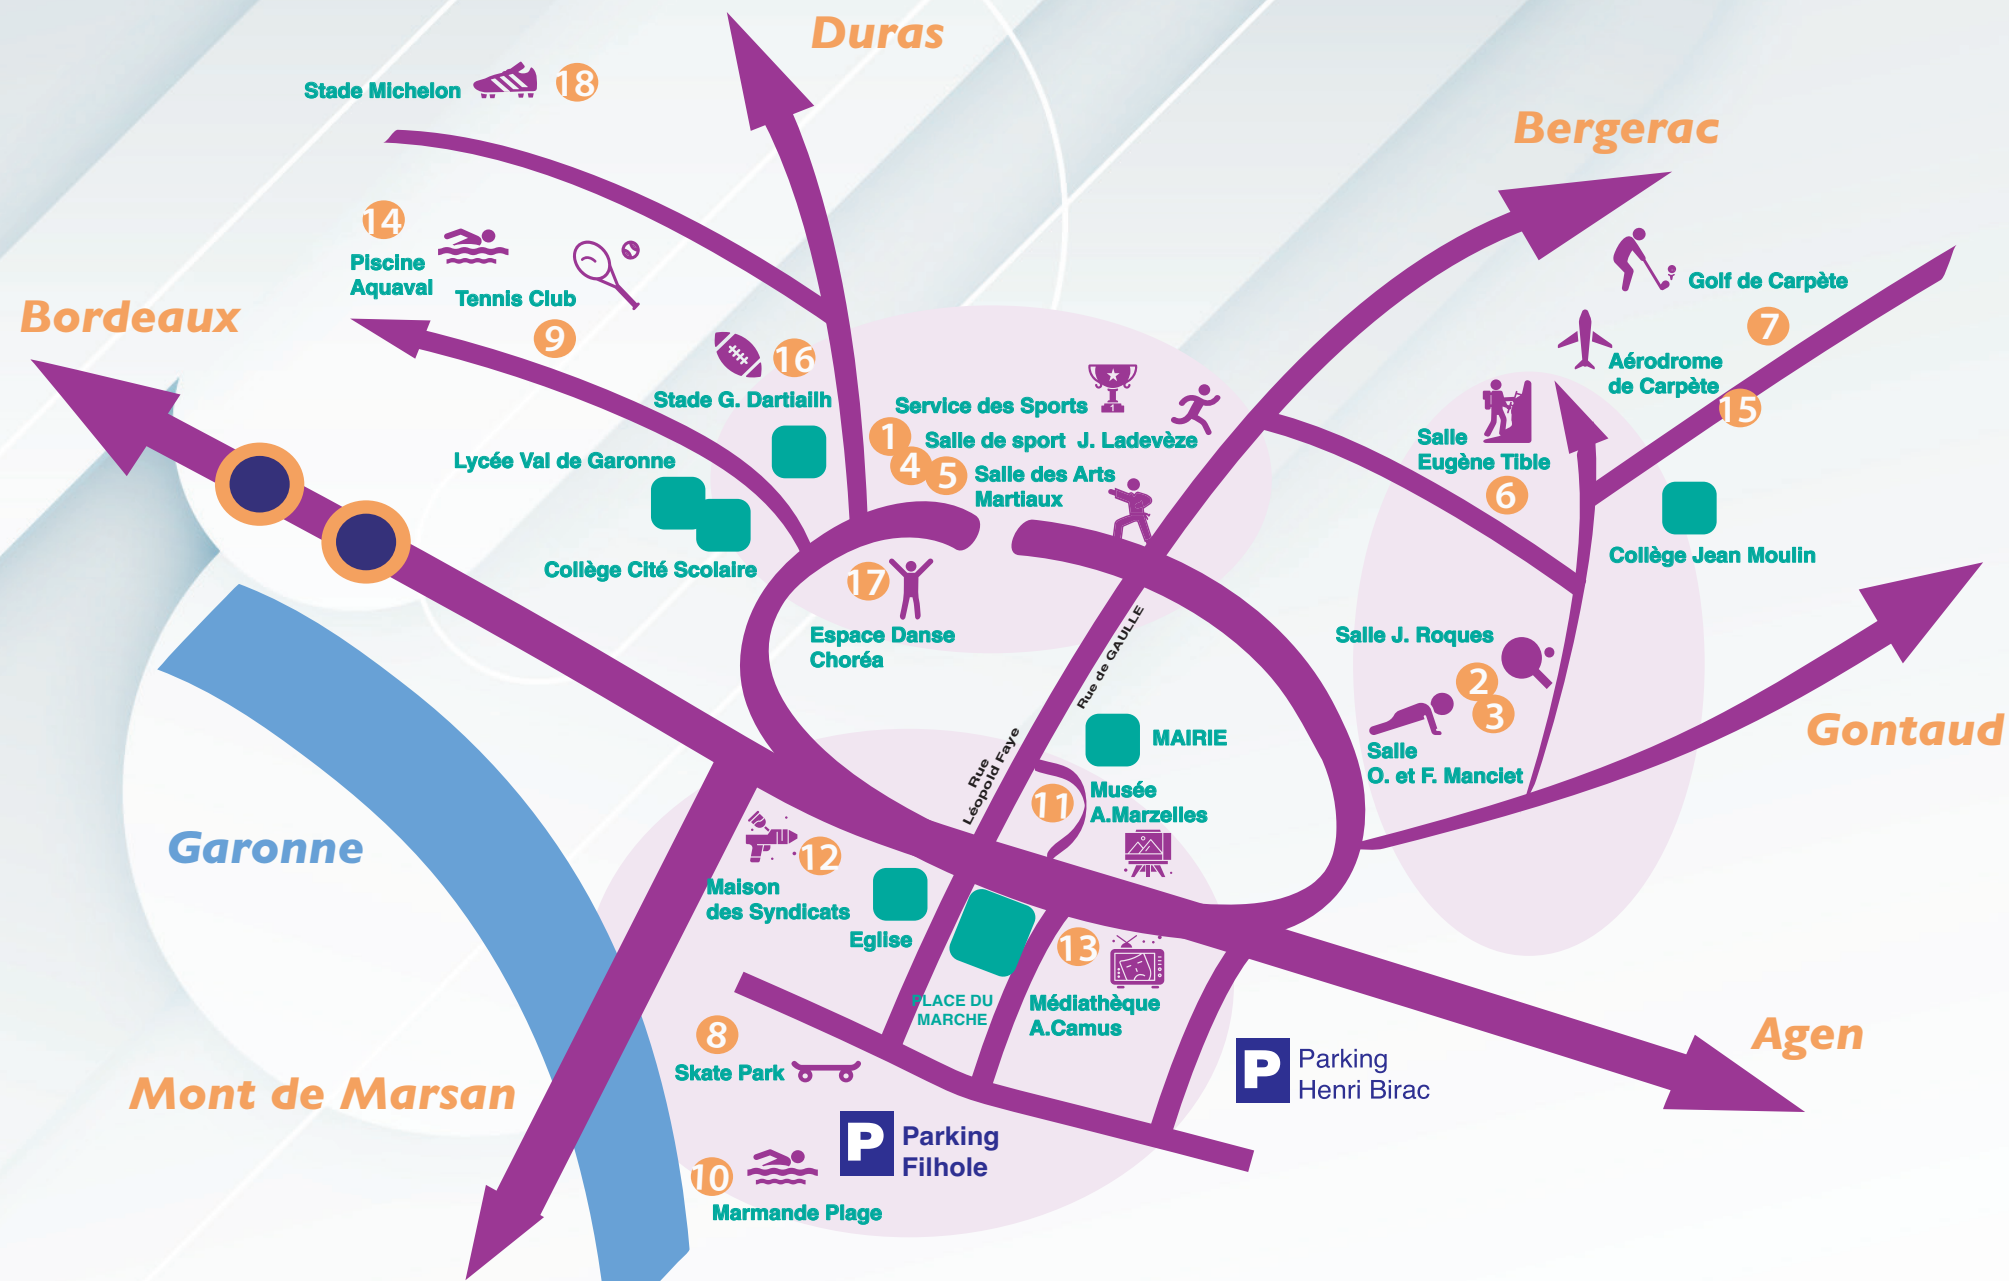 Duras
Stade Michelon
18
Bergerac
14
Piscine
Aquaval
Tennis Club
9
Golf de Carpète
7
Bordeaux
16
Stade G. Dartiailh
Aérodrome
de Carpète
15
Service des Sports
1
Salle de sport J. Ladevèze
4
5
Salle des Arts
Martiaux
Salle
Eugène Tible
6
Lycée Val de Garonne
Collège Cité Scolaire
Collège Jean Moulin
17
Espace Danse
Choréa
Rue de GAULLE
Salle J. Roques
2
3
Salle
O. et F. Manciet
Gontaud
MAIRIE
Rue
Léopold Faye
11
Musée
A.Marzelles
Garonne
12
Maison
des Syndicats
Eglise
13
Médiathèque
A.Camus
PLACE DU
MARCHE
8
Skate Park
Agen
P
Parking
Henri Birac
Mont de Marsan
P
Parking
Filhole
10
Marmande Plage
1